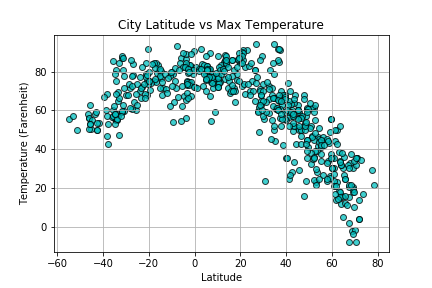 City Latitude vs Max Temperature
Temperature (Farenheit)
80
60
40
20
0
−60 −40 −20 0 20 40 60 80
Latitude